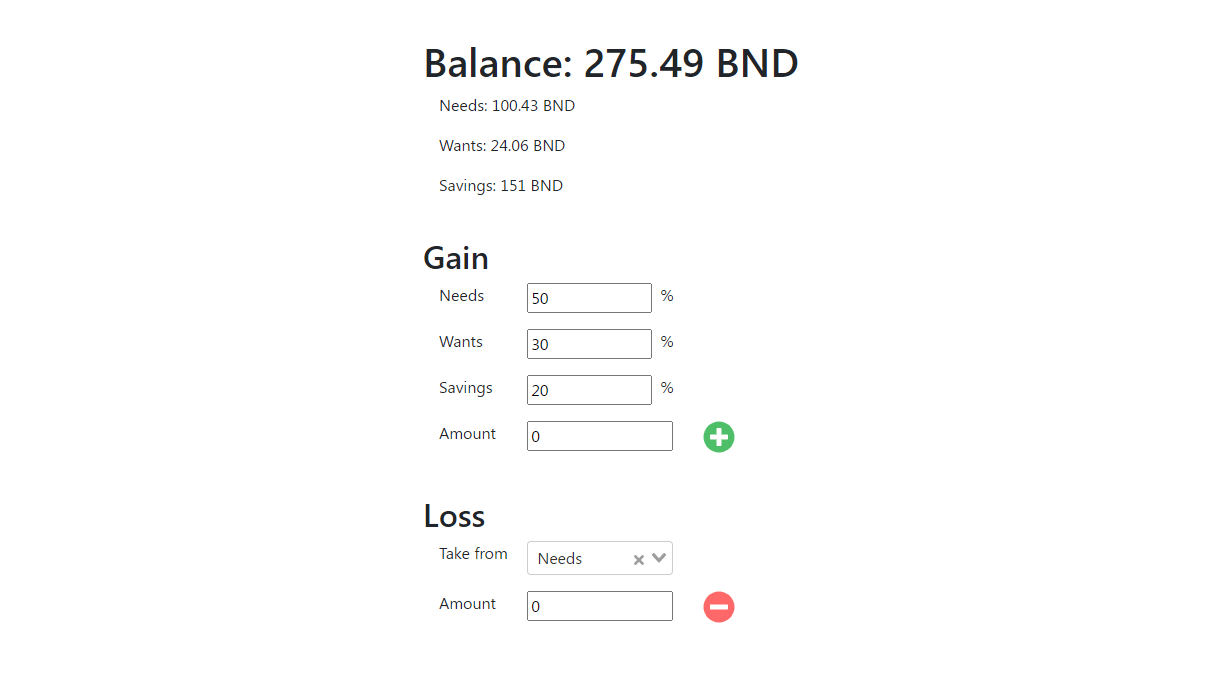 Balance: 275.49 BND
Needs: 100.43 BND
Wants: 24.06 BND
Savings: 151 BND
Gain
Needs 50 %
Wants 30 %
Savings 20 %
Amount 0
Loss
Take from Needs
Amount 0